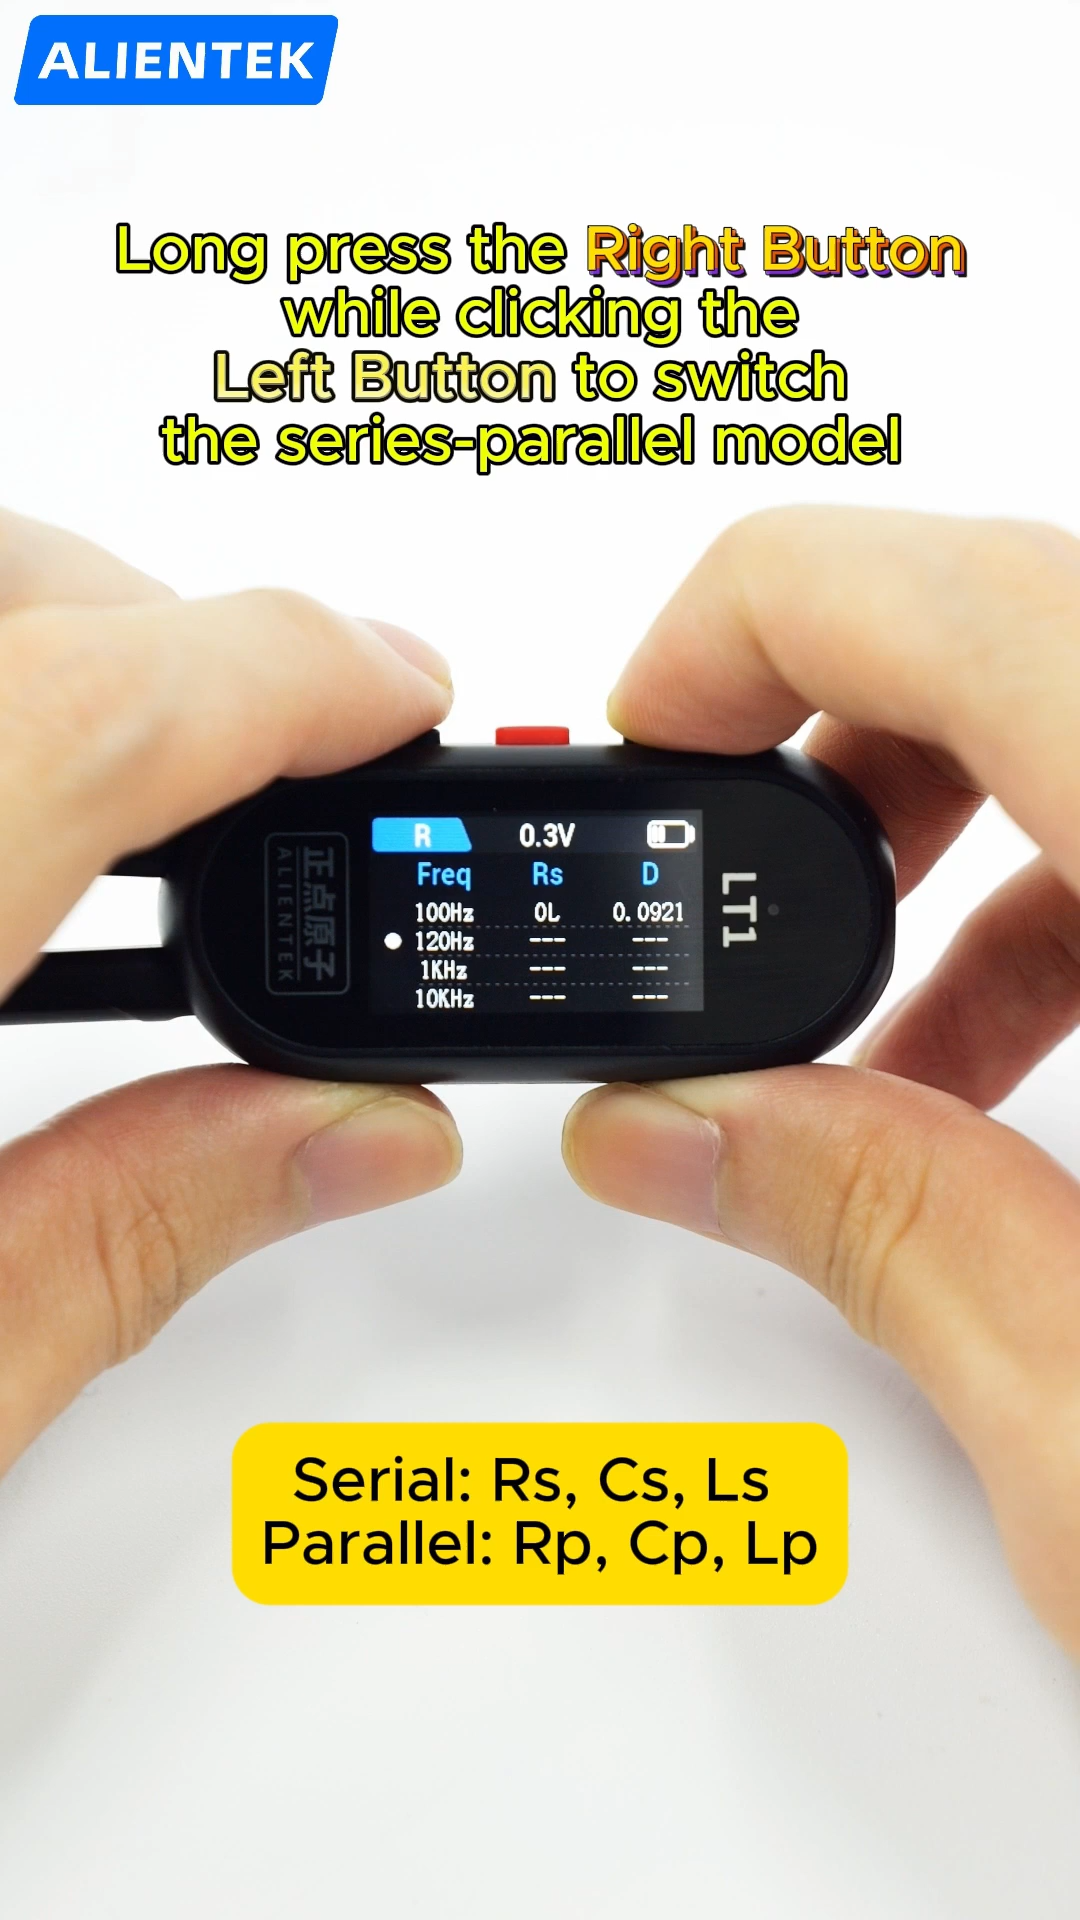 ALIENTEK
Long press the Right Button
while clicking the
Left Button to switch
the series-parallel model
R 0.3V
Freq Rs D
100Hz 0L 0.0921
120Hz --- ---
1KHz --- ---
10KHz --- ---
正点原子
ALIENTEK
LT1
Serial: Rs, Cs, Ls
Parallel: Rp, Cp, Lp